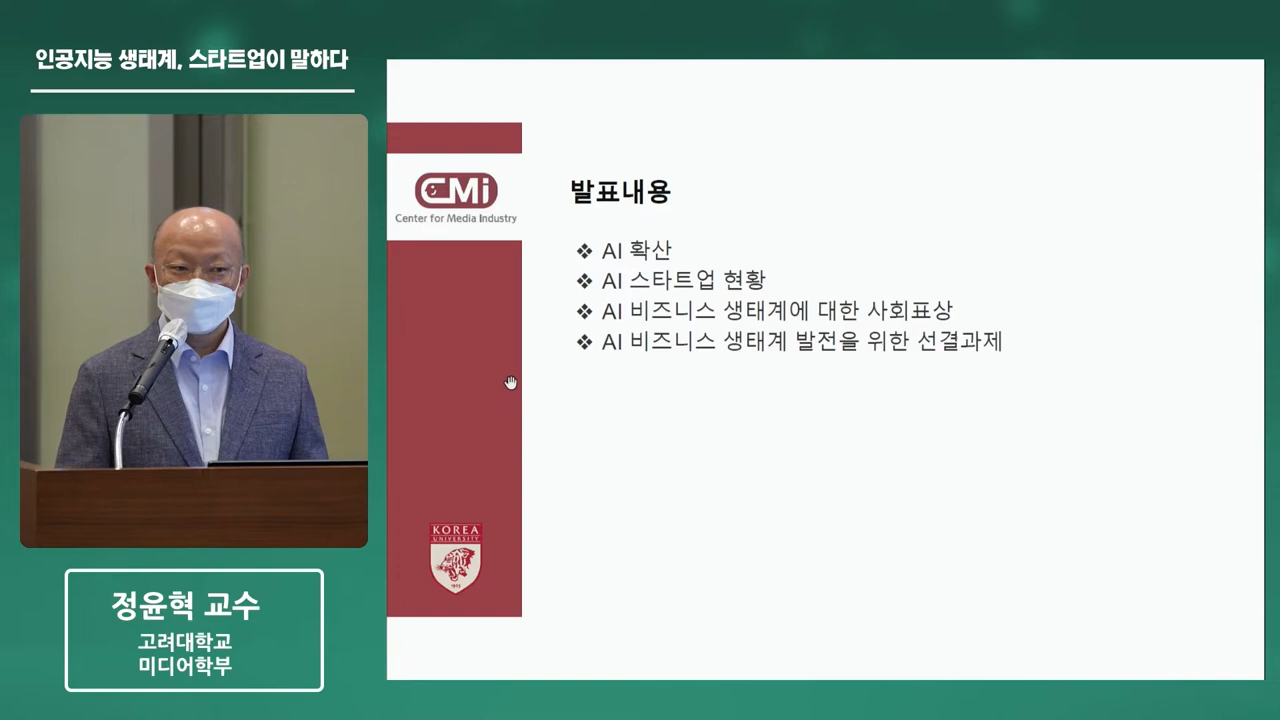 인공지능 생태계, 스타트업이 말하다
CMi
Center for Media Industry
발표내용
❖ AI 확산
❖ AI 스타트업 현황
❖ AI 비즈니스 생태계에 대한 사회표상
❖ AI 비즈니스 생태계 발전을 위한 선결과제
KOREA
UNIVERSITY
1905
정윤혁 교수
고려대학교
미디어학부